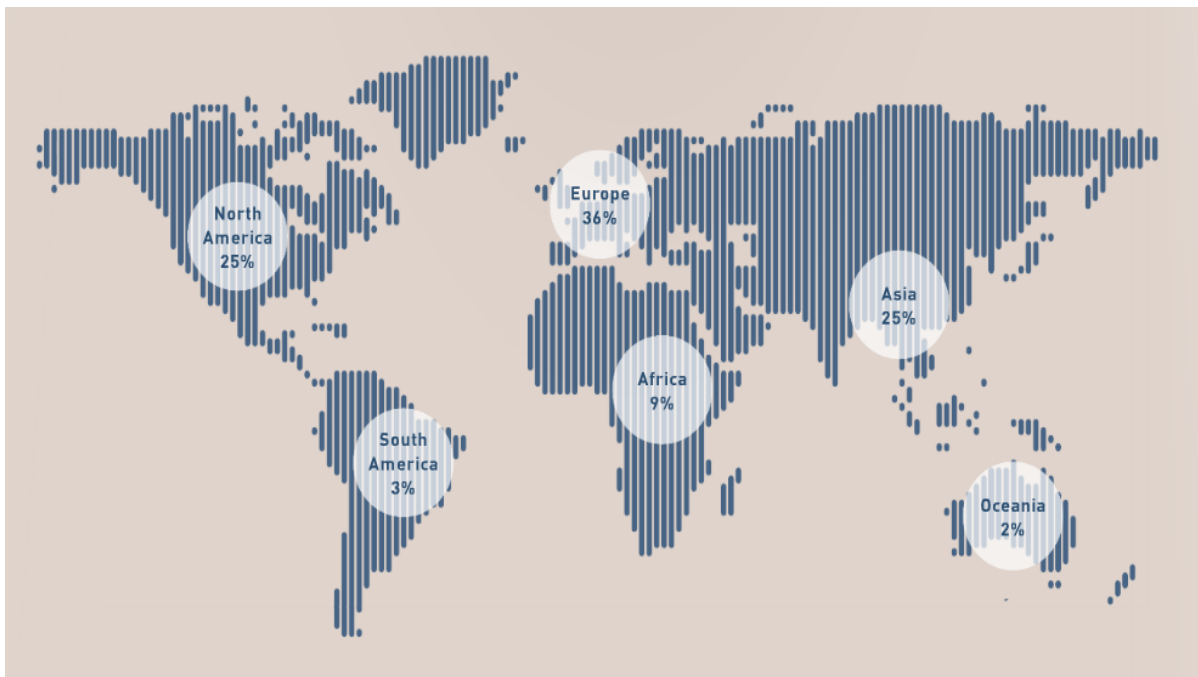 North
America
25%
Europe
36%
Asia
25%
Africa
9%
South
America
3%
Oceania
2%